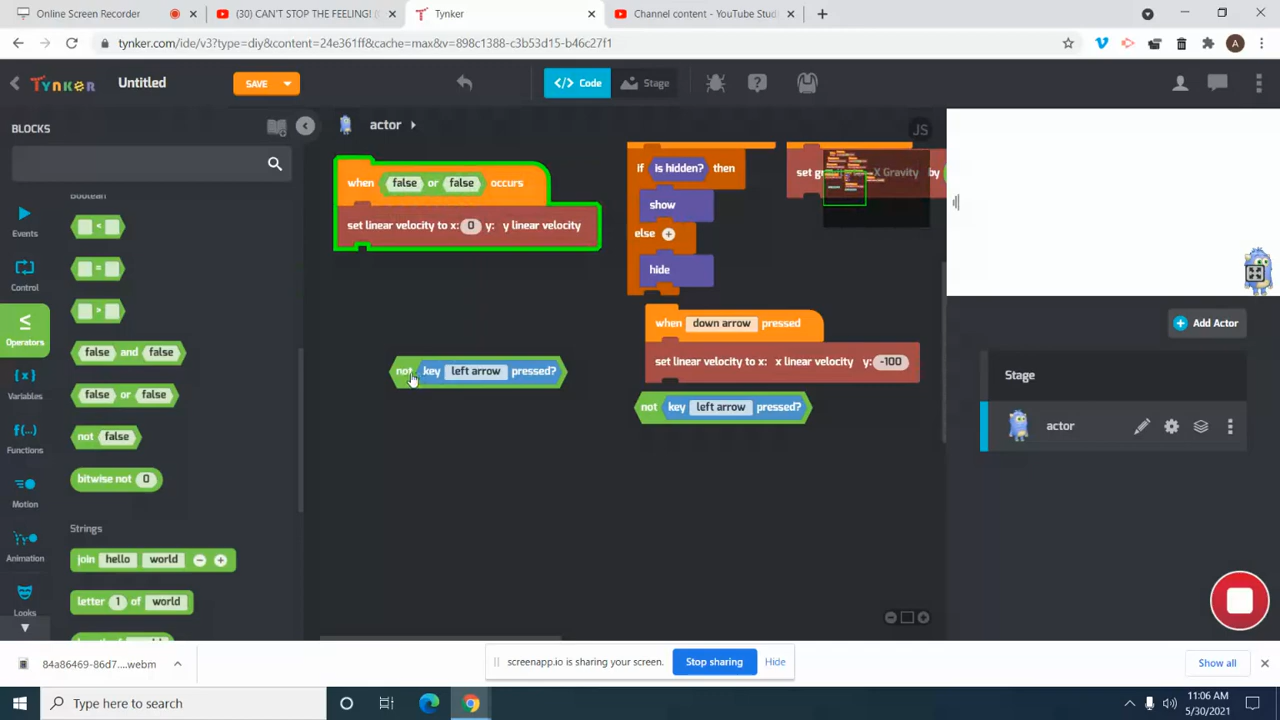 Online Screen Recorder
(30) CAN'T STOP THE FEELING! (
Tynker
Channel content - YouTube Stud
tynker.com/ide/v3?type=diy&content=24e361ff&cache=max&v=898c1388-c3b53d15-b46c27f1
A
Tynker
Untitled
SAVE
</> Code
Stage
BLOCKS
actor
JS
Boolean
Events
Control
Operators
Variables
Functions
Motion
Animation
Looks
<
=
>
false and false
false or false
not false
bitwise not 0
Strings
join hello world
letter 1 of world
when false or false occurs
set linear velocity to x: 0 y: y linear velocity
not key left arrow pressed?
If is hidden? then
show
else
hide
X Gravity by
when down arrow pressed
set linear velocity to x: x linear velocity y: -100
not key left arrow pressed?
Add Actor
Stage
actor
84a86469-86d7....webm
screenapp.io is sharing your screen.
Stop sharing
Hide
Show all
Type here to search
11:06 AM
5/30/2021